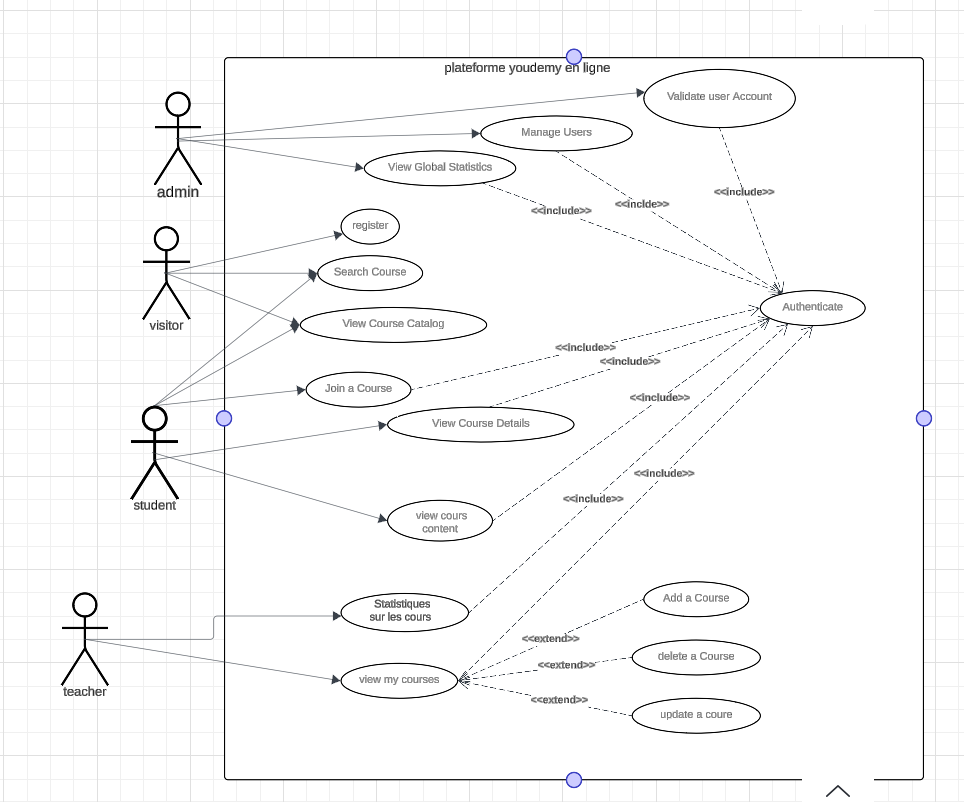 plateforme youdemy en ligne
Validate user Account
Manage Users
View Global Statistics
admin
<<include>>
<<inclde>>
<<include>>
register
visitor
Search Course
View Course Catalog
Authenticate
<<include>>
<<include>>
Join a Course
<<include>>
View Course Details
student
<<include>>
<<include>>
view cours
content
Statistiques
sur les cours
Add a Course
<<extend>>
delete a Course
<<extend>>
teacher
view my courses
<<extend>>
update a coure